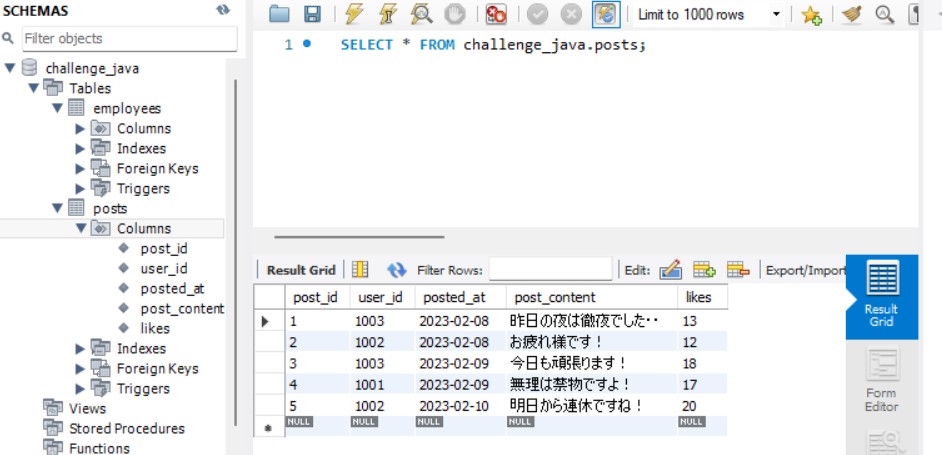 SCHEMAS
Filter objects
challenge_java
Tables
employees
Columns
Indexes
Foreign Keys
Triggers
posts
Columns
post_id
user_id
posted_at
post_content
likes
Indexes
Foreign Keys
Triggers
Views
Stored Procedures
Functions
Limit to 1000 rows
1 SELECT * FROM challenge_java.posts;
Result Grid Filter Rows: Edit: Export/Import
post_id user_id posted_at post_content likes
1 1003 2023-02-08 昨日の夜は徹夜でした・・ 13
2 1002 2023-02-08 お疲れ様です！ 12
3 1003 2023-02-09 今日も頑張ります！ 18
4 1001 2023-02-09 無理は禁物ですよ！ 17
5 1002 2023-02-10 明日から連休ですね！ 20
NULL NULL NULL NULL NULL
Result
Grid
Form
Editor